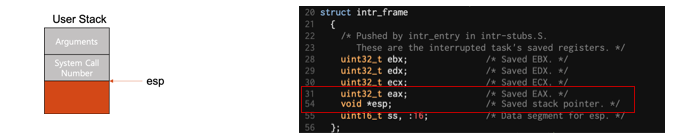 User Stack
Arguments
System Call
Number
esp
20 struct intr_frame
21 {
22 /* Pushed by intr_entry in intr-stubs.S.
23 These are the interrupted task's saved registers. */
28 uint32_t ebx; /* Saved EBX. */
29 uint32_t edx; /* Saved EDX. */
30 uint32_t ecx; /* Saved ECX. */
31 uint32_t eax; /* Saved EAX. */
54 void *esp; /* Saved stack pointer. */
55 uint16_t ss, :16; /* Data segment for esp. */
56 };